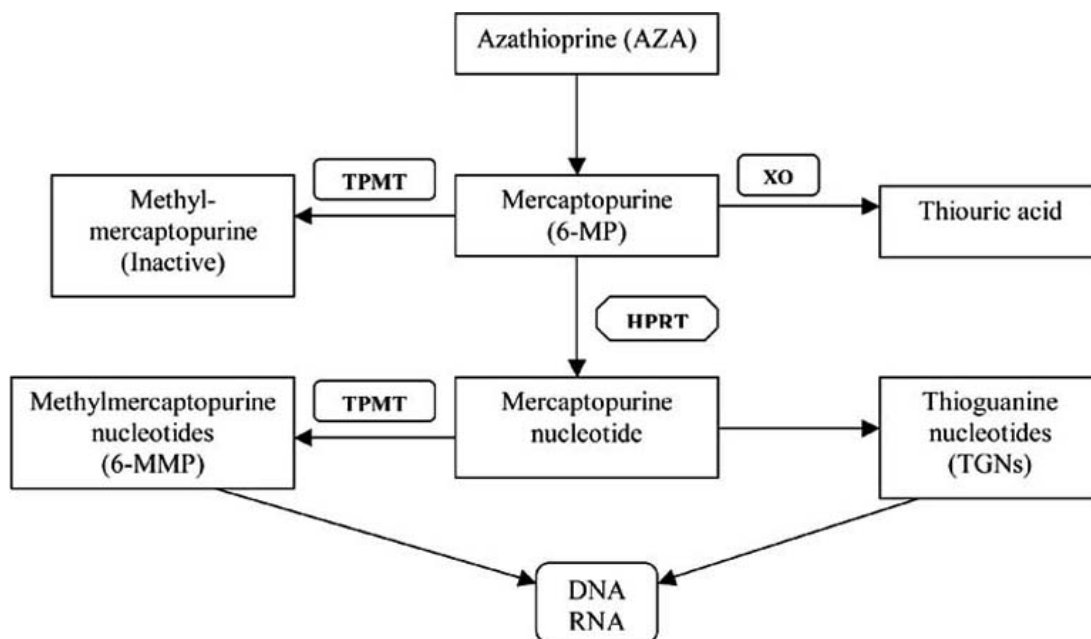 Azathioprine (AZA)
TPMT
XO
Methyl-
mercaptopurine
(Inactive)
Mercaptopurine
(6-MP)
Thiouric acid
HPRT
Methylmercaptopurine
nucleotides
(6-MMP)
TPMT
Mercaptopurine
nucleotide
Thioguanine
nucleotides
(TGNs)
DNA
RNA